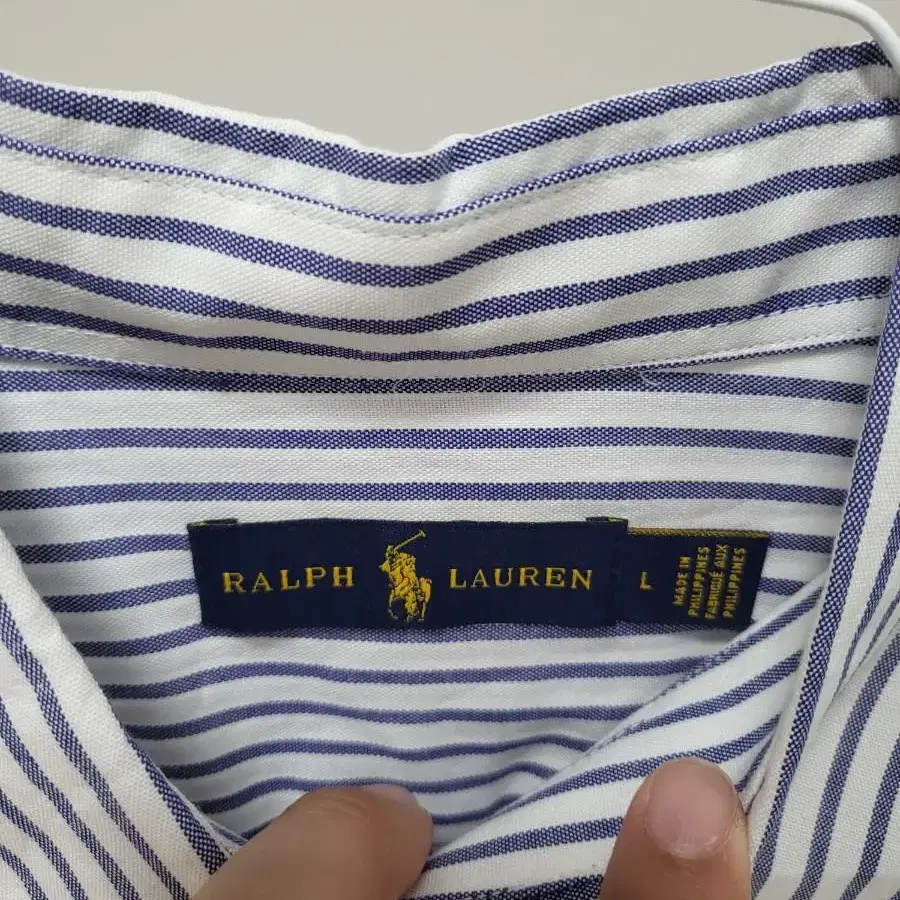 RALPH LAUREN
L
MADE IN
PHILIPPINES
FABRIQUÉ AUX
PHILIPPINES